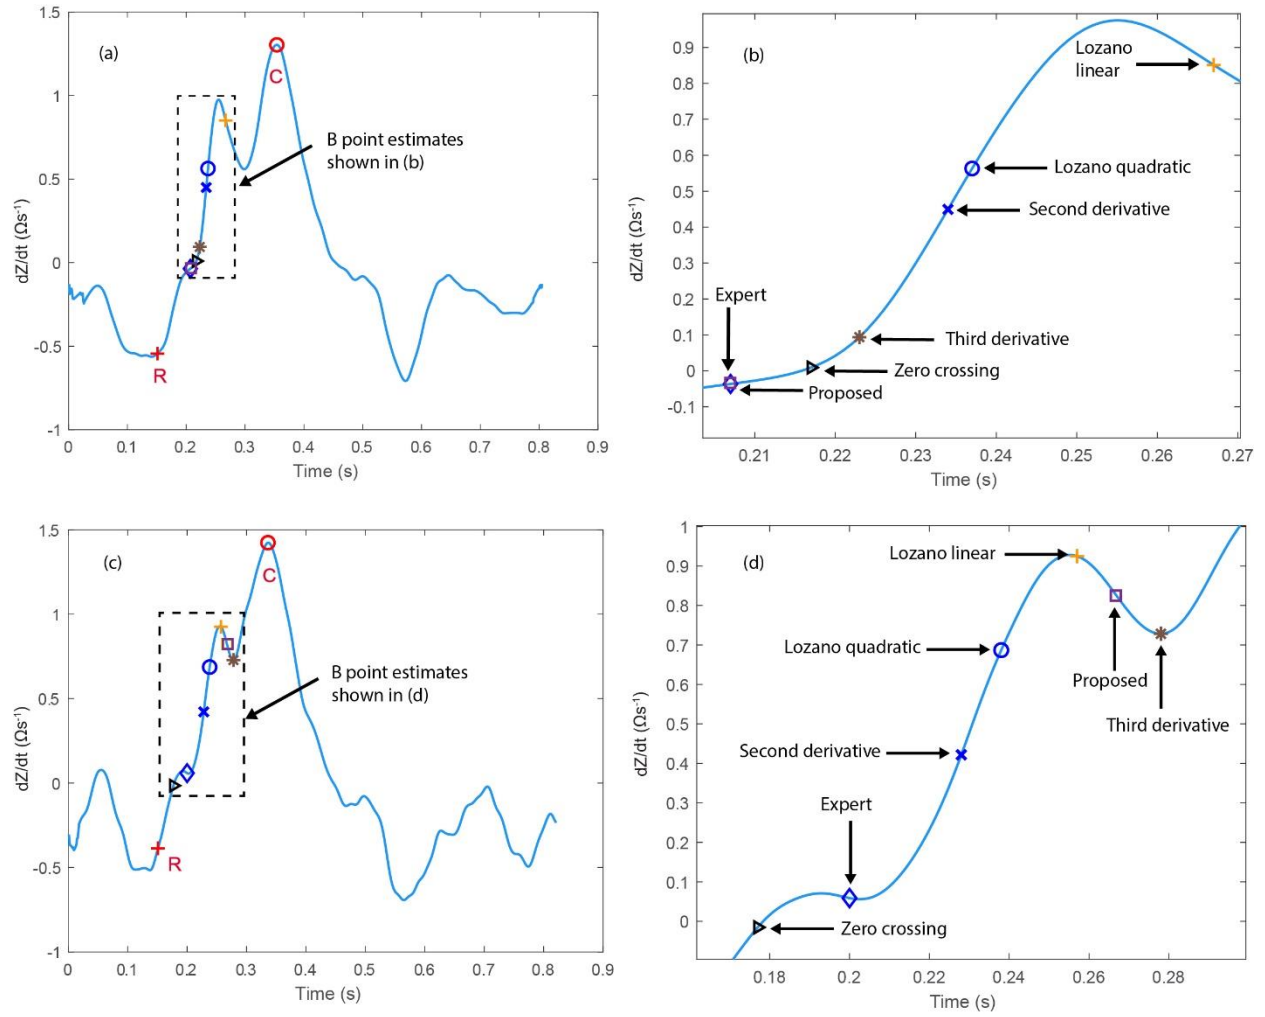 (a)
1.5
1
0.5
0
-0.5
-1
dZ/dt (Ωs⁻¹)
C
R
B point estimates
shown in (b)
0 0.1 0.2 0.3 0.4 0.5 0.6 0.7 0.8 0.9
Time (s)
(b)
0.9
0.8
0.7
0.6
0.5
0.4
0.3
0.2
0.1
0
-0.1
dZ/dt (Ωs⁻¹)
Lozano
linear
Lozano quadratic
Second derivative
Expert
Third derivative
Zero crossing
Proposed
0.21 0.22 0.23 0.24 0.25 0.26 0.27
Time (s)
(c)
1.5
1
0.5
0
-0.5
-1
dZ/dt (Ωs⁻¹)
C
B point estimates
shown in (d)
R
0 0.1 0.2 0.3 0.4 0.5 0.6 0.7 0.8 0.9
Time (s)
(d)
1
0.9
0.8
0.7
0.6
0.5
0.4
0.3
0.2
0.1
0
dZ/dt (Ωs⁻¹)
Lozano linear
Lozano quadratic
Proposed
Third derivative
Second derivative
Expert
Zero crossing
0.18 0.2 0.22 0.24 0.26 0.28
Time (s)